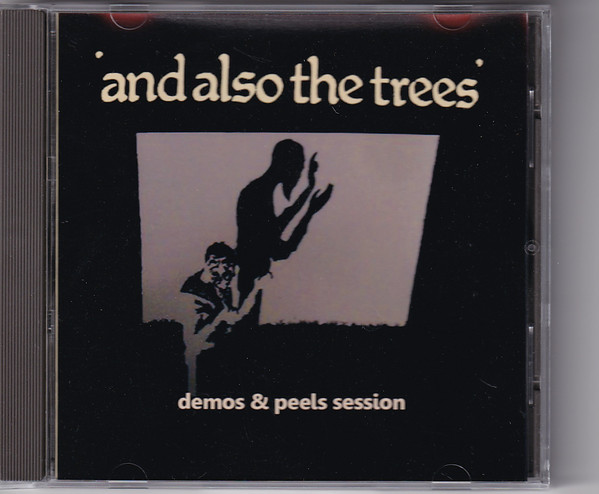 'and also the trees'
demos & peels session